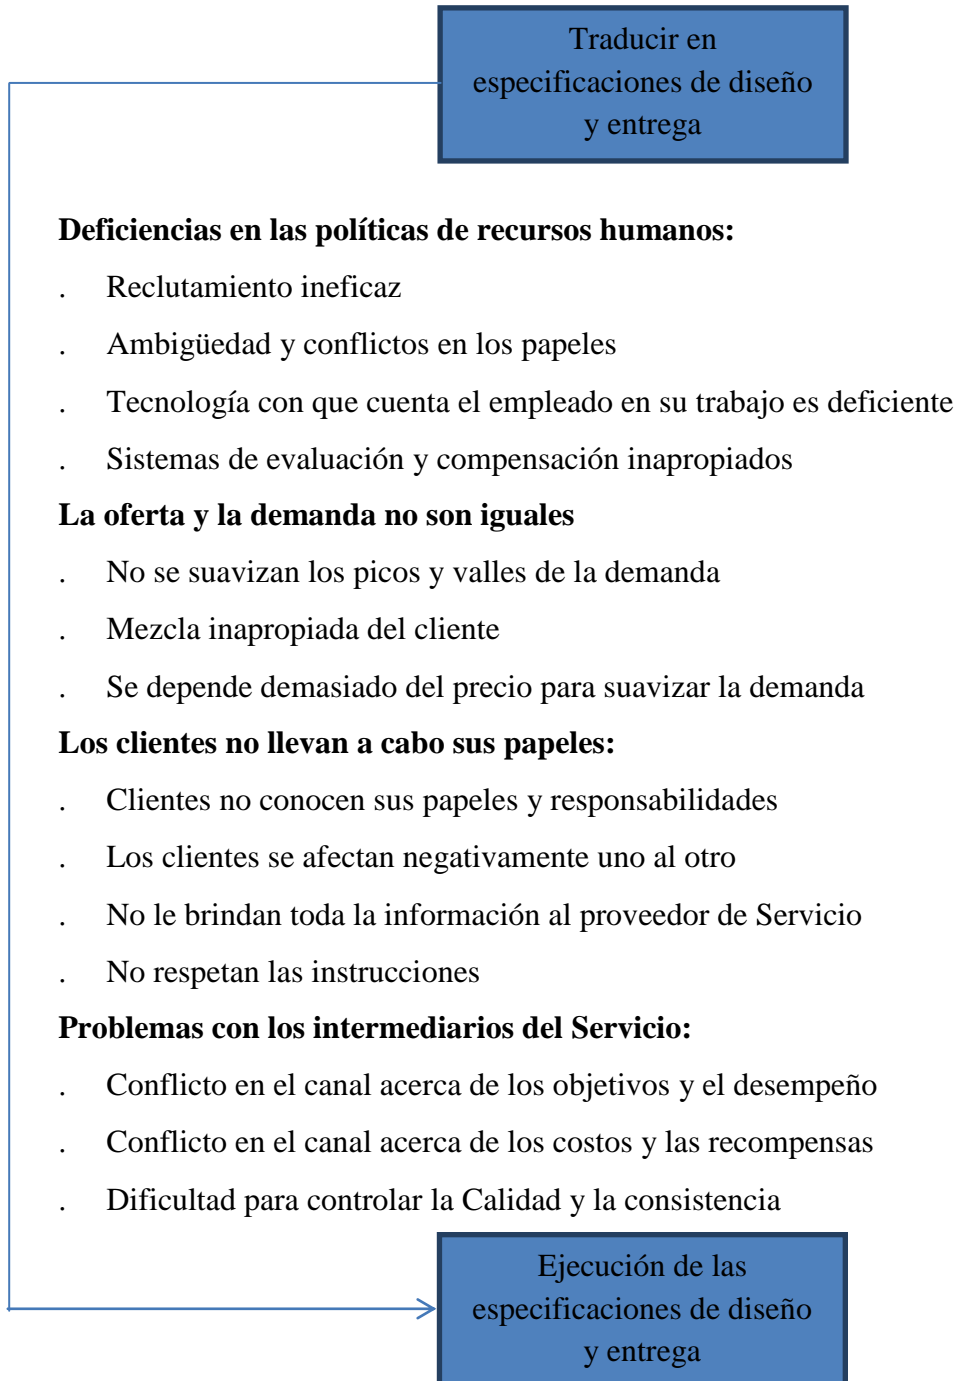 Traducir en
especificaciones de diseño
y entrega
Deficiencias en las políticas de recursos humanos:
. Reclutamiento ineficaz
. Ambigüedad y conflictos en los papeles
. Tecnología con que cuenta el empleado en su trabajo es deficiente
. Sistemas de evaluación y compensación inapropiados
La oferta y la demanda no son iguales
. No se suavizan los picos y valles de la demanda
. Mezcla inapropiada del cliente
. Se depende demasiado del precio para suavizar la demanda
Los clientes no llevan a cabo sus papeles:
. Clientes no conocen sus papeles y responsabilidades
. Los clientes se afectan negativamente uno al otro
. No le brindan toda la información al proveedor de Servicio
. No respetan las instrucciones
Problemas con los intermediarios del Servicio:
. Conflicto en el canal acerca de los objetivos y el desempeño
. Conflicto en el canal acerca de los costos y las recompensas
. Dificultad para controlar la Calidad y la consistencia
Ejecución de las
especificaciones de diseño
y entrega